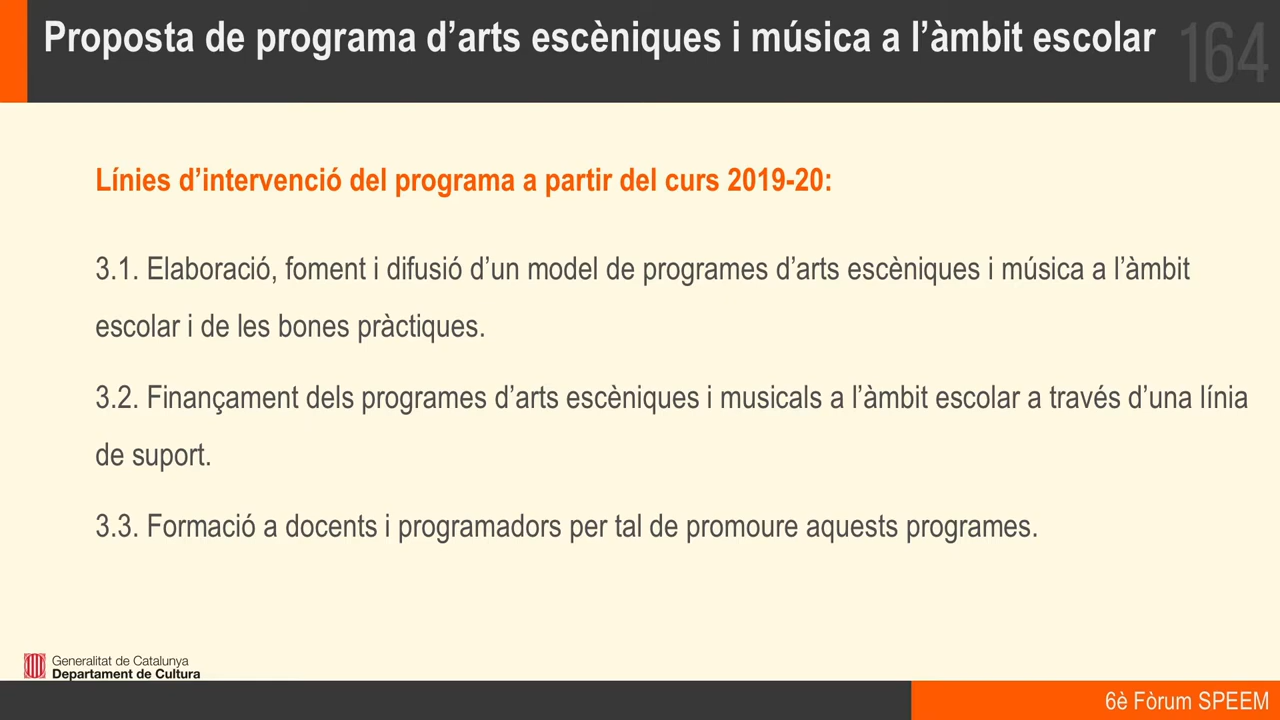 Proposta de programa d’arts escèniques i música a l’àmbit escolar
164
Línies d’intervenció del programa a partir del curs 2019-20:
3.1. Elaboració, foment i difusió d’un model de programes d’arts escèniques i música a l’àmbit
escolar i de les bones pràctiques.
3.2. Finançament dels programes d’arts escèniques i musicals a l’àmbit escolar a través d’una línia
de suport.
3.3. Formació a docents i programadors per tal de promoure aquests programes.
Generalitat de Catalunya
Departament de Cultura
6è Fòrum SPEEM